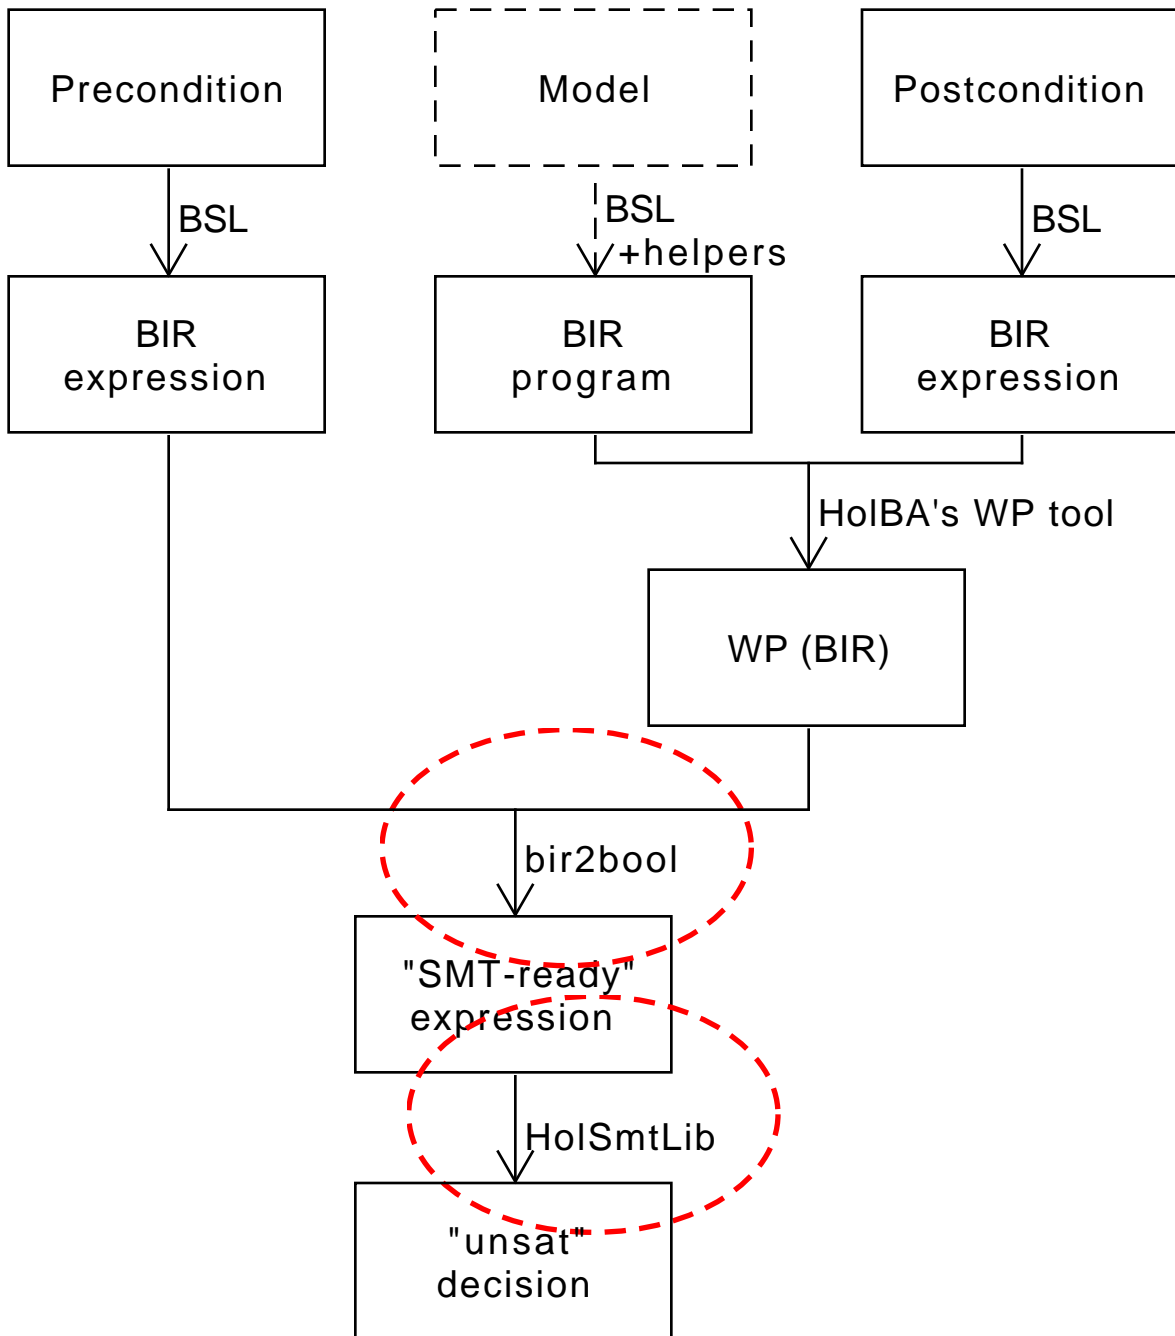 Precondition
Model
Postcondition
BSL
BSL
+helpers
BSL
BIR
expression
BIR
program
BIR
expression
HolBA's WP tool
WP (BIR)
bir2bool
"SMT-ready"
expression
HolSmtLib
"unsat"
decision